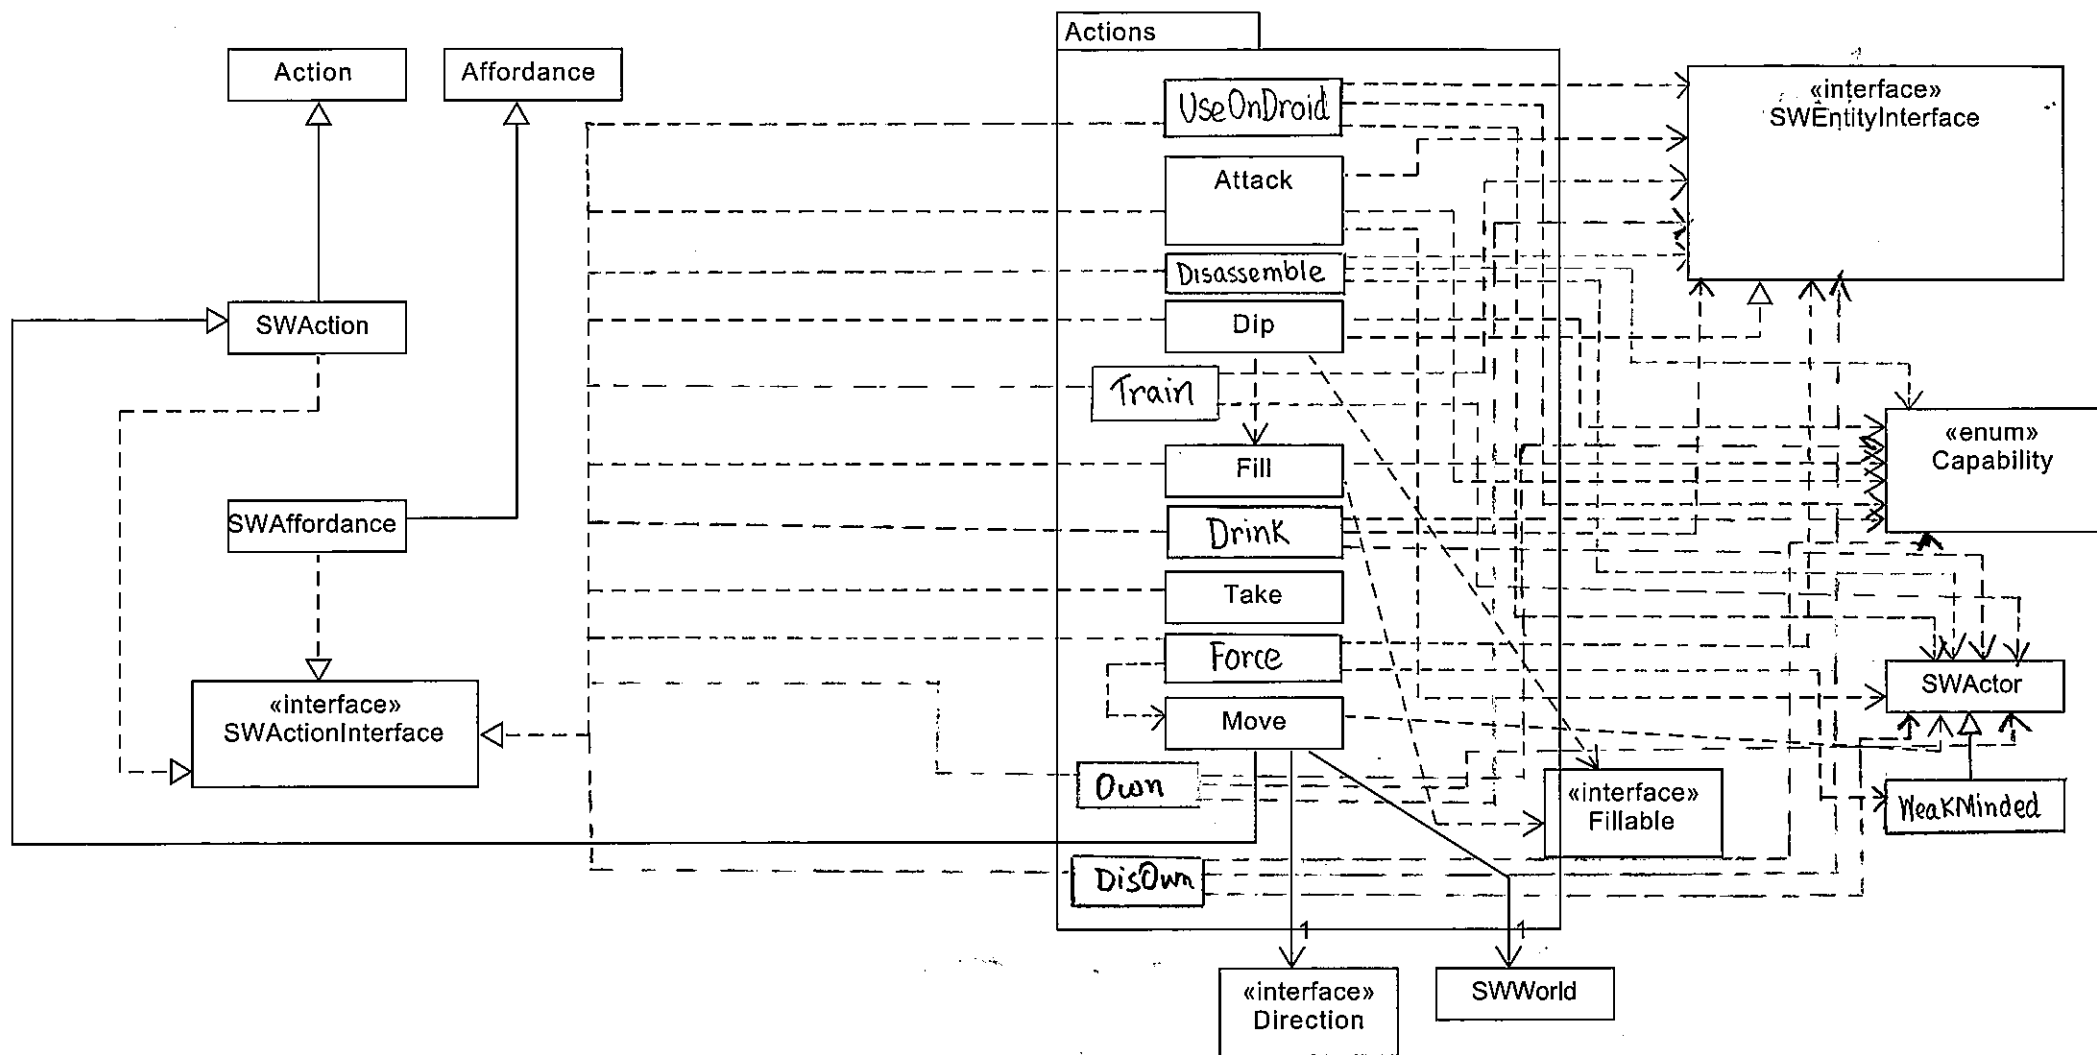 Actions
Action
Affordance
UseOnDroid
«interface»
SWEntityInterface
Attack
Disassemble
SWAction
Dip
Train
«enum»
Capability
Fill
SWAffordance
Drink
Take
Force
«interface»
SWActionInterface
SWActor
Move
Own
«interface»
Fillable
WeakMinded
DisOwn
1
1
«interface»
Direction
SWWorld